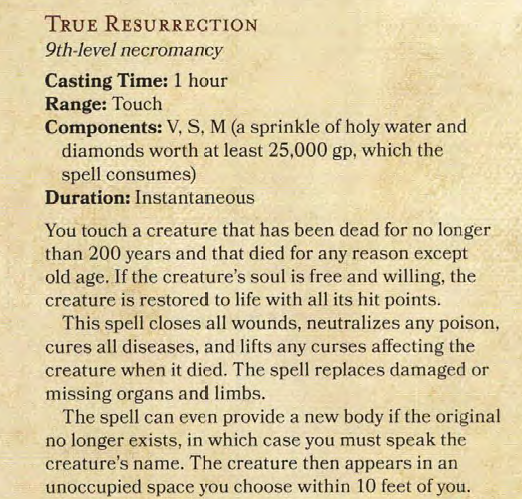 TRUE RESURRECTION
9th-level necromancy
Casting Time: 1 hour
Range: Touch
Components: V, S, M (a sprinkle of holy water and
diamonds worth at least 25,000 gp, which the
spell consumes)
Duration: Instantaneous
You touch a creature that has been dead for no longer
than 200 years and that died for any reason except
old age. If the creature's soul is free and willing, the
creature is restored to life with all its hit points.
This spell closes all wounds, neutralizes any poison,
cures all diseases, and lifts any curses affecting the
creature when it died. The spell replaces damaged or
missing organs and limbs.
The spell can even provide a new body if the original
no longer exists, in which case you must speak the
creature's name. The creature then appears in an
unoccupied space you choose within 10 feet of you.